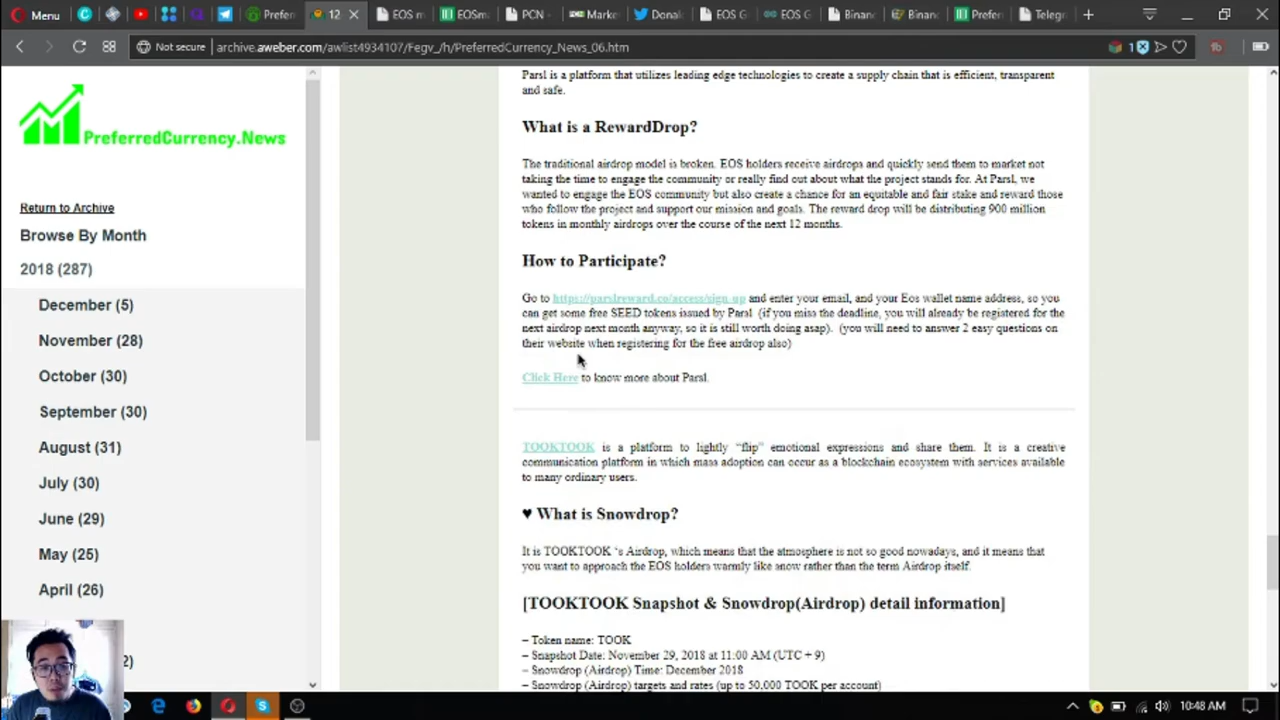 Menu
Prefer
12
EOS m
EOSm
PCN -
Marke
Donal
EOS G
EOS G
Binan
Binanc
Prefer
Telegr
Not secure
archive.aweber.com/awlist4934107/Fegv_/h/PreferredCurrency_News_06.htm
1
PreferredCurrency.News
Return to Archive
Browse By Month
2018 (287)
December (5)
November (28)
October (30)
September (30)
August (31)
July (30)
June (29)
May (25)
April (26)
2)
Parsl is a platform that utilizes leading edge technologies to create a supply chain that is efficient, transparent
and safe.
What is a RewardDrop?
The traditional airdrop model is broken. EOS holders receive airdrops and quickly send them to market not
taking the time to engage the community or really find out about what the project stands for. At Parsl, we
wanted to engage the EOS community but also create a chance for an equitable and fair stake and reward those
who follow the project and support our mission and goals. The reward drop will be distributing 900 million
tokens in monthly airdrops over the course of the next 12 months.
How to Participate?
Go to https://parslreward.co/access/sign_up and enter your email, and your Eos wallet name address, so you
can get some free SEED tokens issued by Parsl (if you miss the deadline, you will already be registered for the
next airdrop next month anyway, so it is still worth doing asap). (you will need to answer 2 easy questions on
their website when registering for the free airdrop also)
Click Here to know more about Parsl.
TOOKTOOK is a platform to lightly “flip” emotional expressions and share them. It is a creative
communication platform in which mass adoption can occur as a blockchain ecosystem with services available
to many ordinary users.
♥ What is Snowdrop?
It is TOOKTOOK ‘s Airdrop, which means that the atmosphere is not so good nowadays, and it means that
you want to approach the EOS holders warmly like snow rather than the term Airdrop itself.
[TOOKTOOK Snapshot & Snowdrop(Airdrop) detail information]
– Token name: TOOK
– Snapshot Date: November 29, 2018 at 11:00 AM (UTC + 9)
– Snowdrop (Airdrop) Time: December 2018
– Snowdrop (Airdrop) targets and rates (up to 50,000 TOOK per account)
10:48 AM